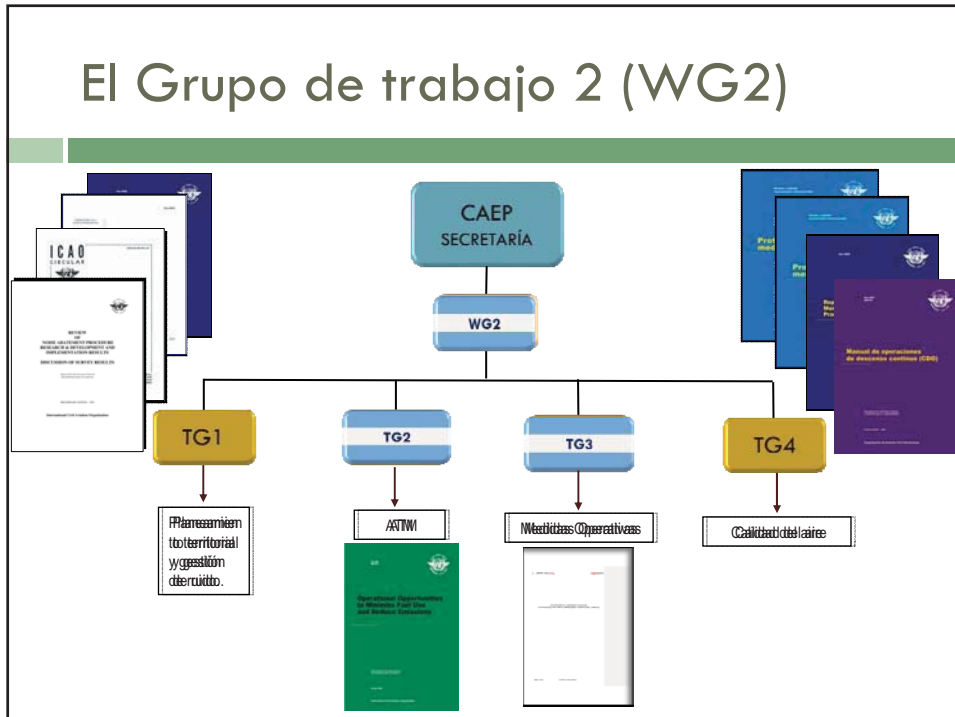 El Grupo de trabajo 2 (WG2)
CAEP
SECRETARÍA
WG2
TG1
TG2
TG3
TG4
Planeamien
to territorial
y gestión
de ruido.
ATM
Medidas Operativas
Calidad del aire
ICAO
CIRCULAR
REVIEW
OF
NOISE ABATEMENT PROCEDURE
RESEARCH & DEVELOPMENT AND
IMPLEMENTATION RESULTS
DISCUSSION OF SURVEY RESULTS
International Civil Aviation Organization
Operational Opportunities
to Minimize Fuel Use
and Reduce Emissions
Manual de operaciones
de descenso continuo (CDO)